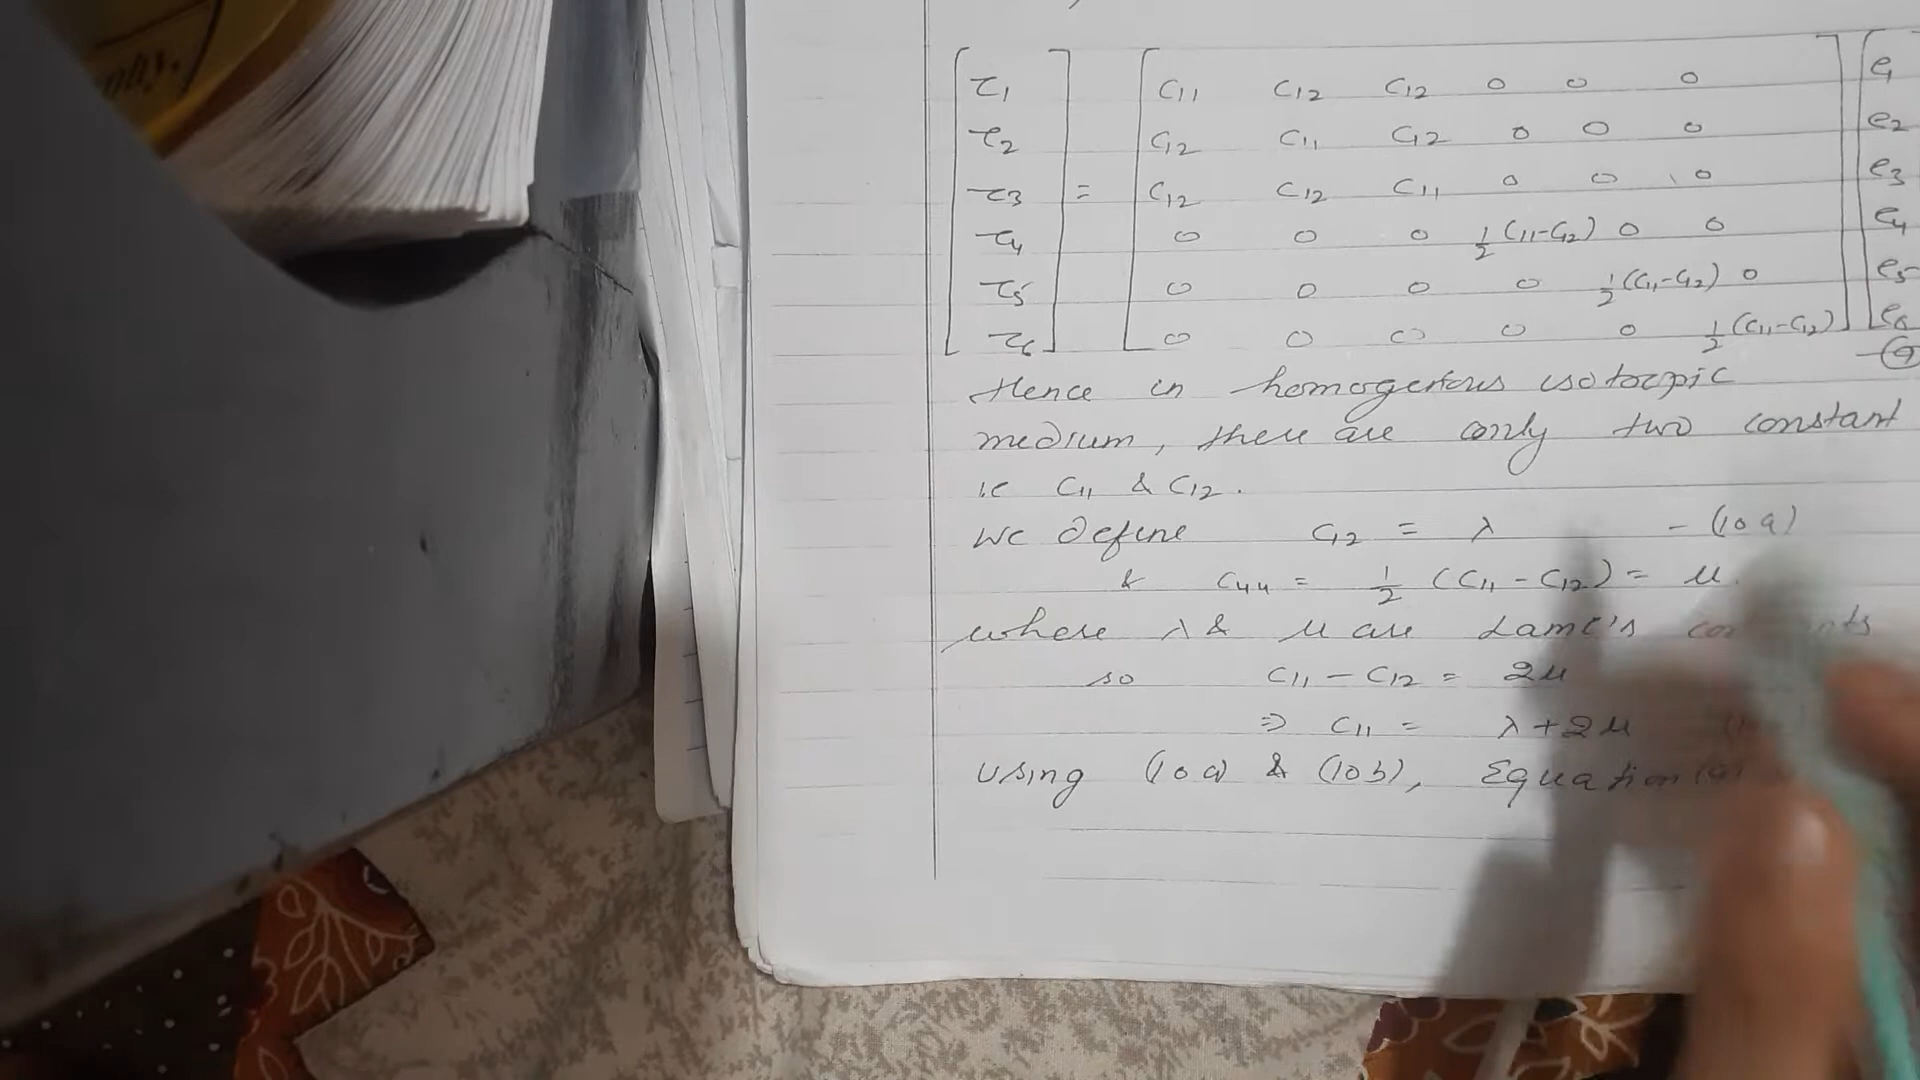 τ1 C11 C12 C12 0 0 0 e1
τ2 C12 C11 C12 0 0 0 e2
τ3 = C12 C12 C11 0 0 0 e3
τ4 0 0 0 1/2 (C11-C12) 0 0 e4
τ5 0 0 0 0 1/2 (C11-C12) 0 e5
τ6 0 0 0 0 0 1/2 (C11-C12) e6
Hence in
medium, there are only two constant
ie C11 & C12.
We define C12 = λ - (10a)
& C44 = 1/2 (C11 - C12) = μ
where λ & μ are Lame's
so C11 - C12 = 2μ
⇒ C11 = λ+2μ
using (10a) & (10b), Equation